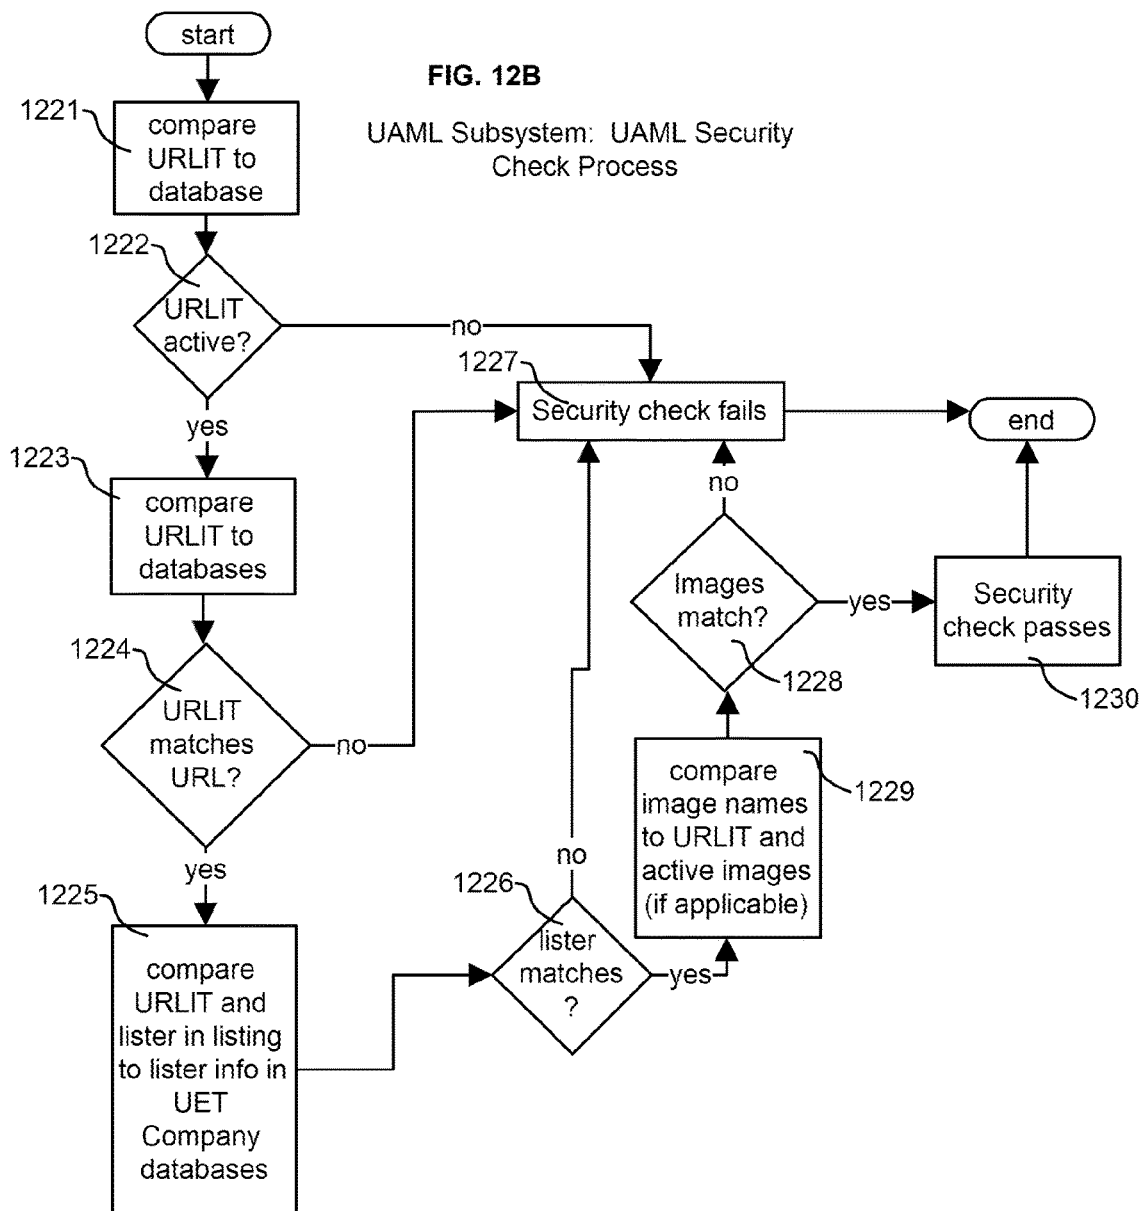 start
FIG. 12B
UAML Subsystem: UAML Security
Check Process
1221
compare
URLIT to
database
1222
URLIT
active?
no
yes
1227
Security check fails
end
1223
compare
URLIT to
databases
no
Images
match?
yes
1228
Security
check passes
1230
1224
URLIT
matches
URL?
no
yes
compare
image names
to URLIT and
active images
(if applicable)
1229
1225
compare
URLIT and
lister in listing
to lister info in
UET
Company
databases
1226
no
lister
matches
?
yes